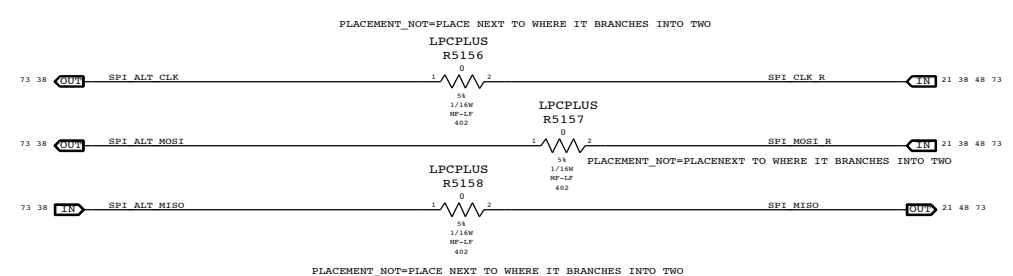 PLACEMENT_NOT=PLACE NEXT TO WHERE IT BRANCHES INTO TWO
LPCPLUS
R5156
0
73 38 OUT SPI_ALT_CLK 1 2 SPI_CLK_R IN 21 38 48 73
5%
1/16W
MF-LF
402
LPCPLUS
R5157
0
73 38 OUT SPI_ALT_MOSI 1 2 SPI_MOSI_R IN 21 38 48 73
5%
PLACEMENT_NOT=PLACENEXT TO WHERE IT BRANCHES INTO TWO
1/16W
MF-LF
402
LPCPLUS
R5158
0
73 38 IN SPI_ALT_MISO 1 2 SPI_MISO OUT 21 48 73
5%
1/16W
MF-LF
402
PLACEMENT_NOT=PLACE NEXT TO WHERE IT BRANCHES INTO TWO